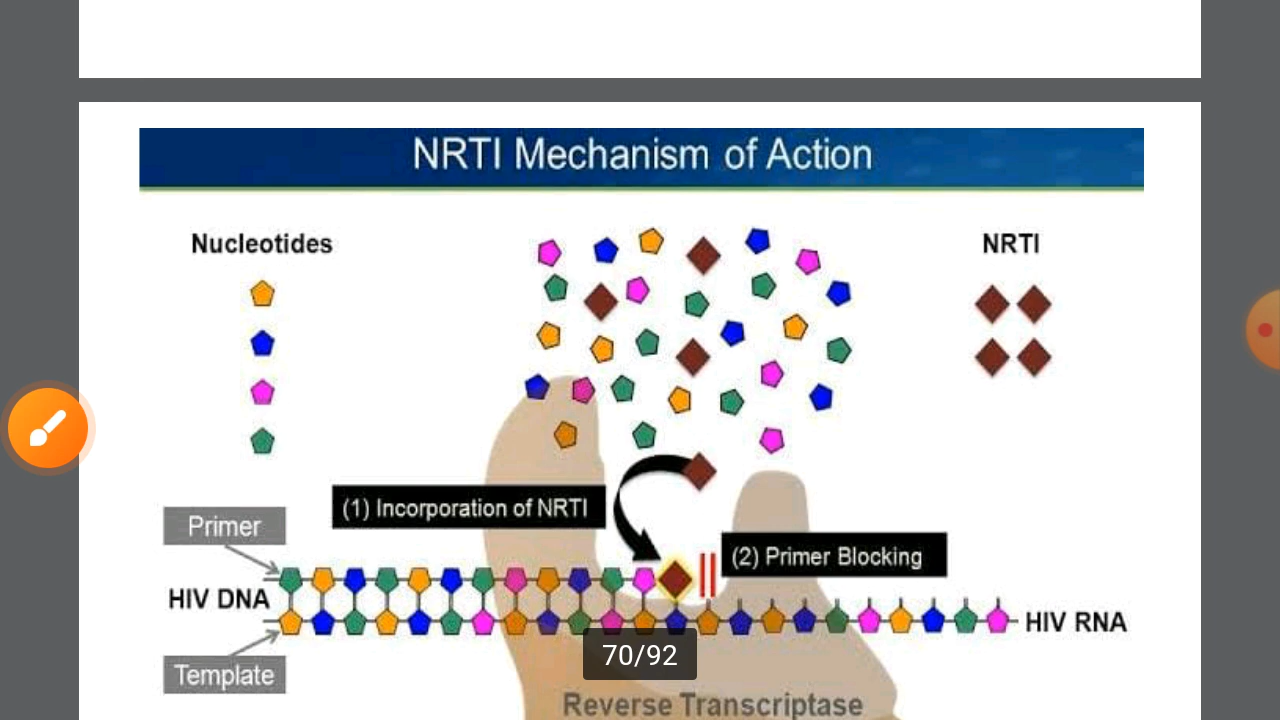 NRTI Mechanism of Action
Nucleotides
NRTI
(1) Incorporation of NRTI
Primer
(2) Primer Blocking
HIV DNA
HIV RNA
70/92
Template
Reverse Transcriptase